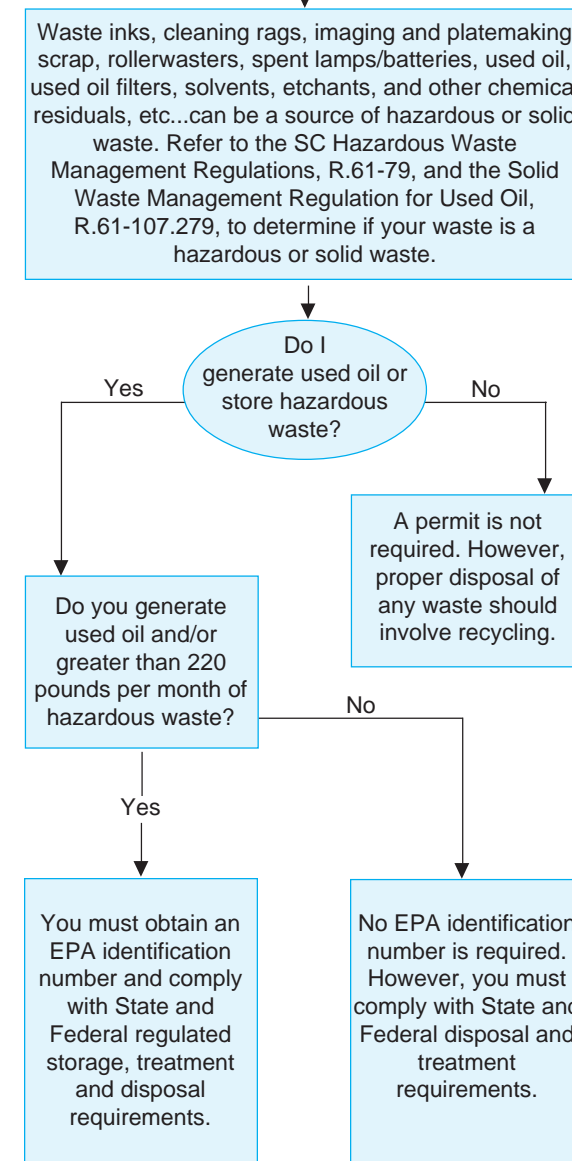 Waste inks, cleaning rags, imaging and platemaking
scrap, rollerwasters, spent lamps/batteries, used oil,
used oil filters, solvents, etchants, and other chemica
residuals, etc...can be a source of hazardous or solid
waste. Refer to the SC Hazardous Waste
Management Regulations, R.61-79, and the Solid
Waste Management Regulation for Used Oil,
R.61-107.279, to determine if your waste is a
hazardous or solid waste.
Do I
generate used oil or
store hazardous
waste?
Yes
No
A permit is not
required. However,
proper disposal of
any waste should
involve recycling.
Do you generate
used oil and/or
greater than 220
pounds per month of
hazardous waste?
No
Yes
You must obtain an
EPA identification
number and comply
with State and
Federal regulated
storage, treatment
and disposal
requirements.
No EPA identification
number is required.
However, you must
comply with State and
Federal disposal and
treatment
requirements.